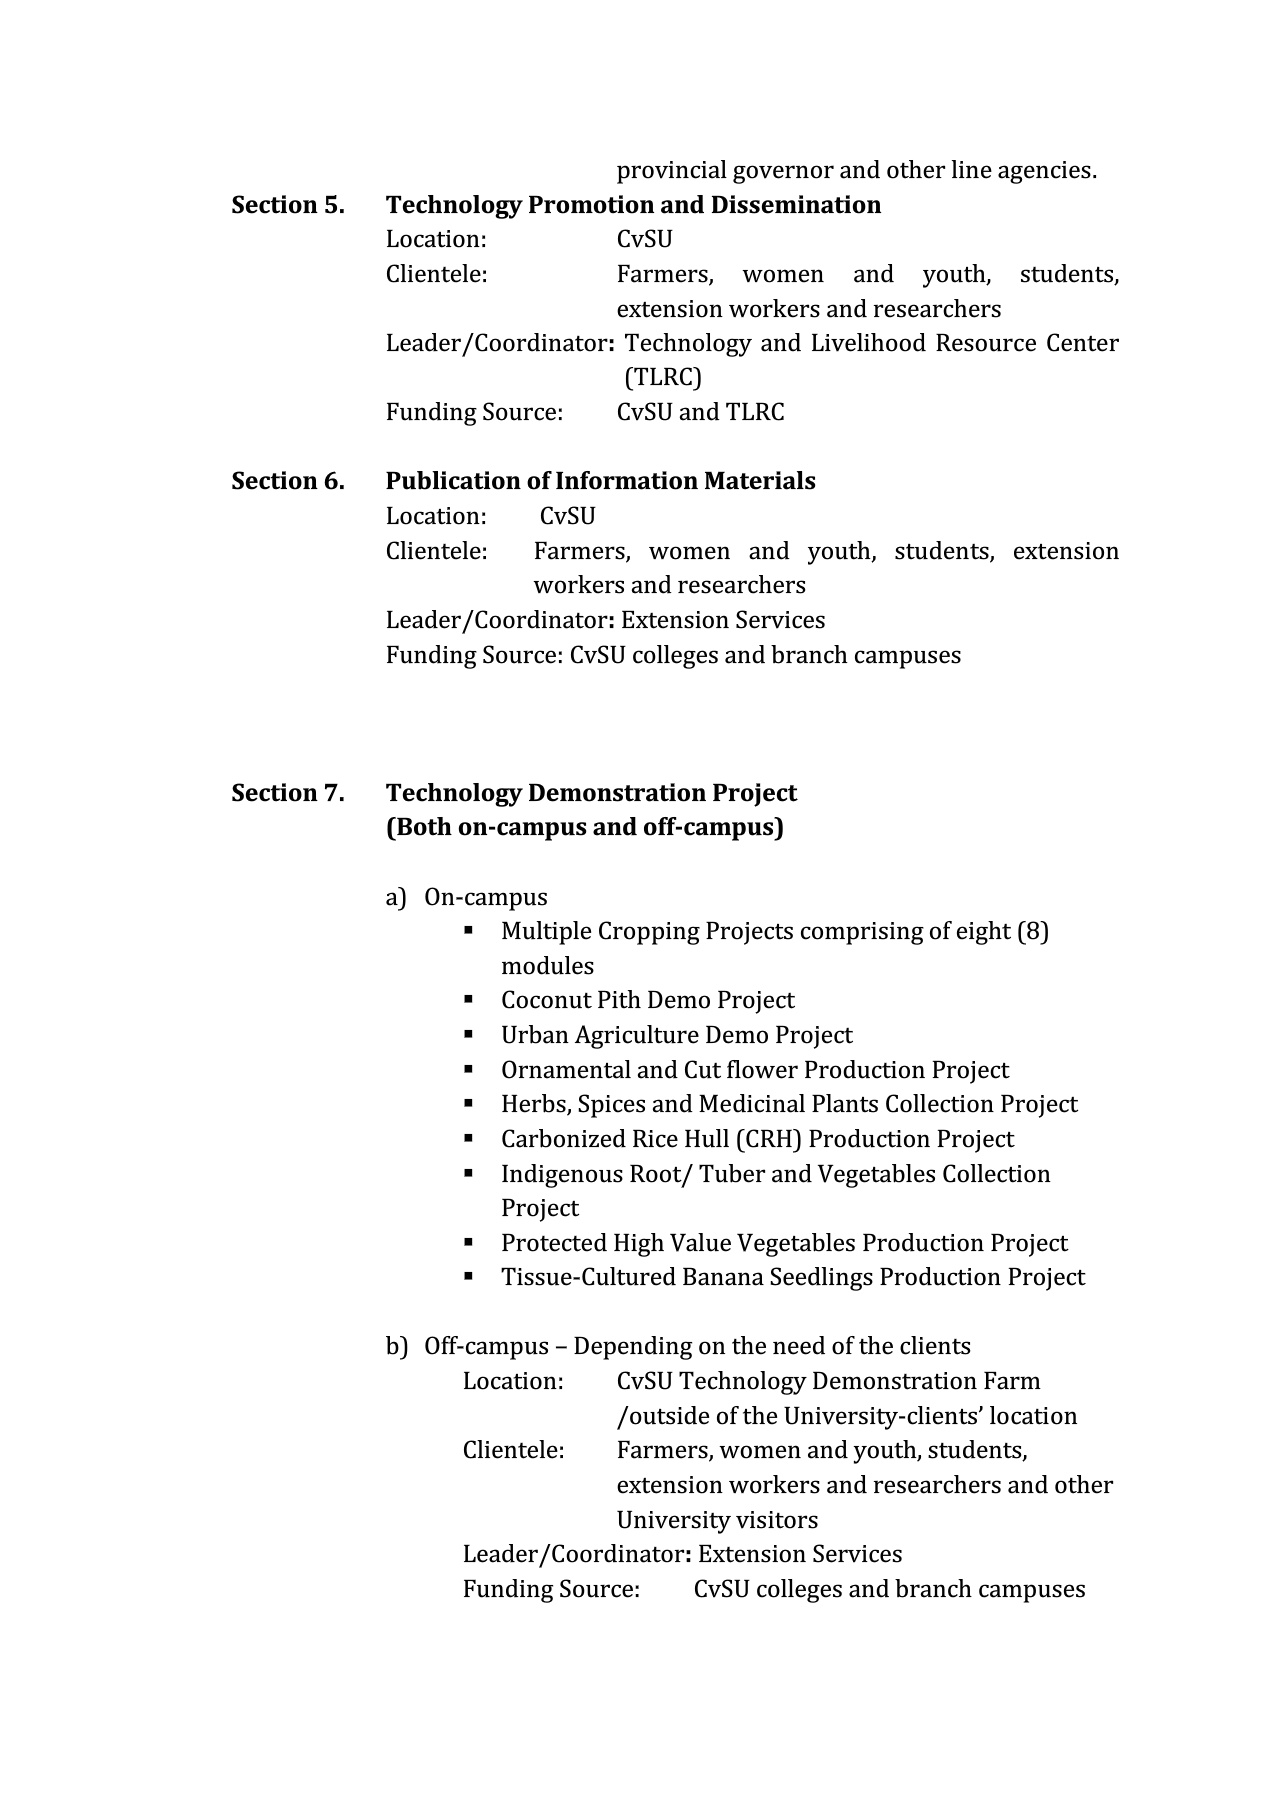 provincial governor and other line agencies.
Section 5. Technology Promotion and Dissemination
Location: CvSU
Clientele: Farmers, women and youth, students,
extension workers and researchers
Leader/Coordinator: Technology and Livelihood Resource Center
(TLRC)
Funding Source: CvSU and TLRC
Section 6. Publication of Information Materials
Location: CvSU
Clientele: Farmers, women and youth, students, extension
workers and researchers
Leader/Coordinator: Extension Services
Funding Source: CvSU colleges and branch campuses
Section 7. Technology Demonstration Project
(Both on-campus and off-campus)
a) On-campus
▪ Multiple Cropping Projects comprising of eight (8)
modules
▪ Coconut Pith Demo Project
▪ Urban Agriculture Demo Project
▪ Ornamental and Cut flower Production Project
▪ Herbs, Spices and Medicinal Plants Collection Project
▪ Carbonized Rice Hull (CRH) Production Project
▪ Indigenous Root/ Tuber and Vegetables Collection
Project
▪ Protected High Value Vegetables Production Project
▪ Tissue-Cultured Banana Seedlings Production Project
b) Off-campus – Depending on the need of the clients
Location: CvSU Technology Demonstration Farm
/outside of the University-clients’ location
Clientele: Farmers, women and youth, students,
extension workers and researchers and other
University visitors
Leader/Coordinator: Extension Services
Funding Source: CvSU colleges and branch campuses